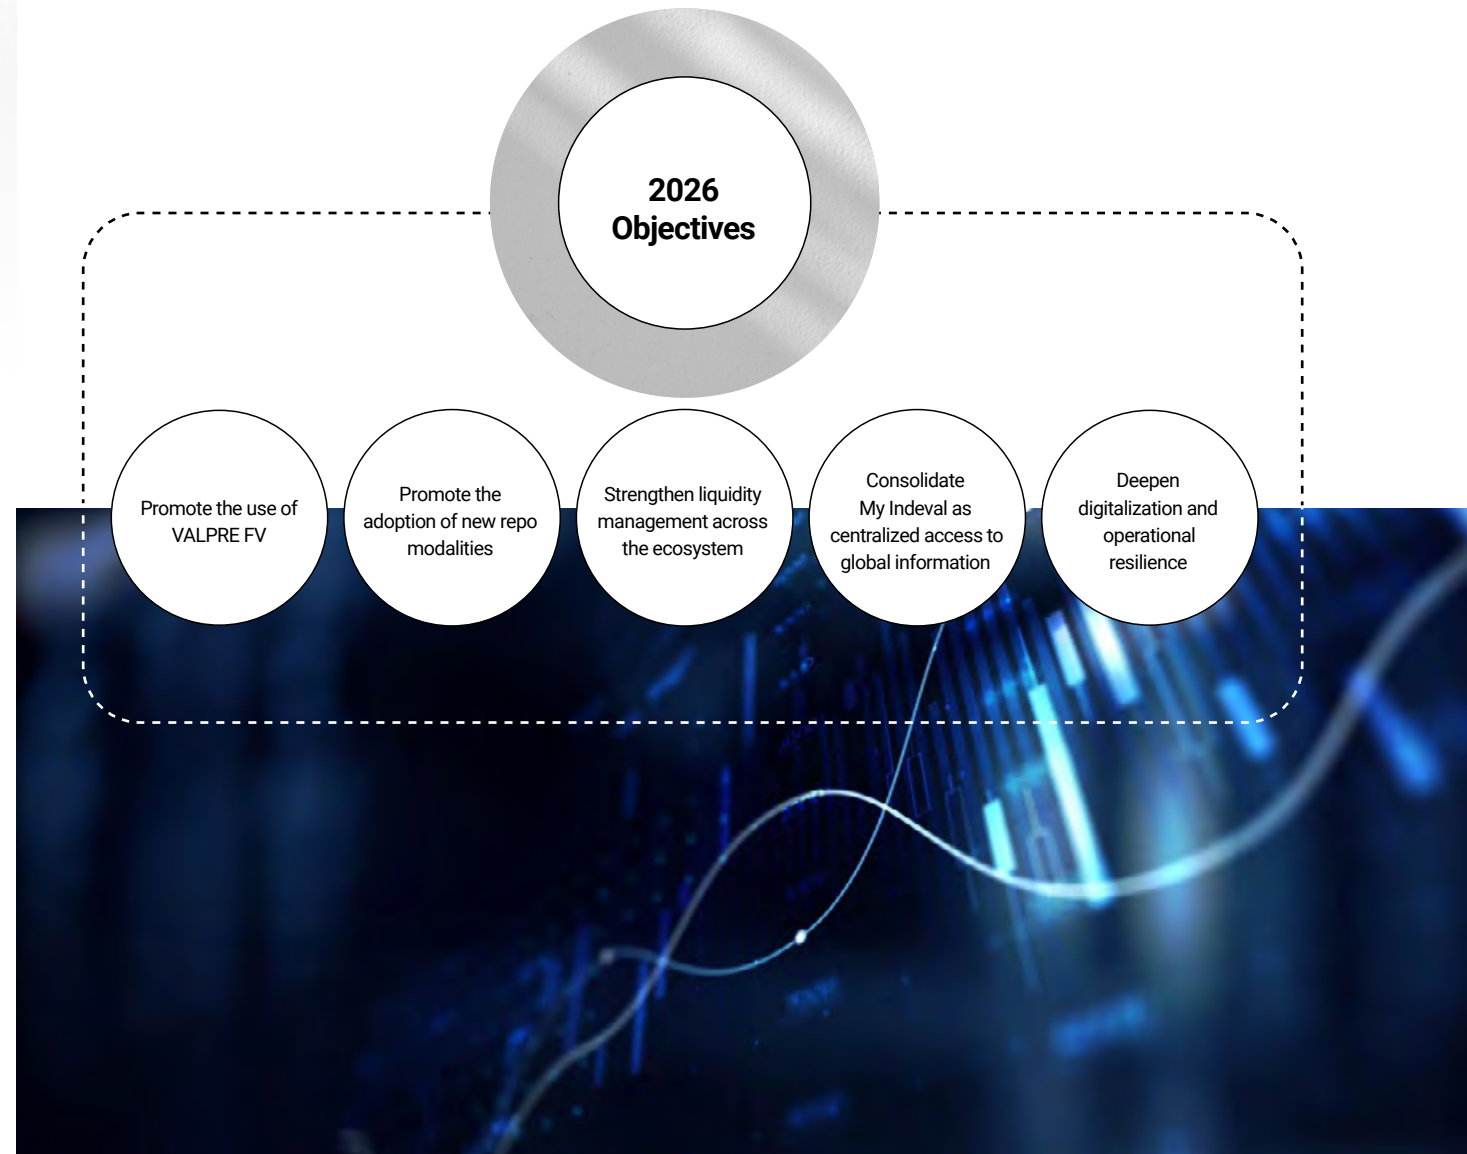 2026
Objectives
Promote the use of
VALPRE FV
Promote the
adoption of new repo
modalities
Strengthen liquidity
management across
the ecosystem
Consolidate
My Indeval as
centralized access to
global information
Deepen
digitalization and
operational
resilience